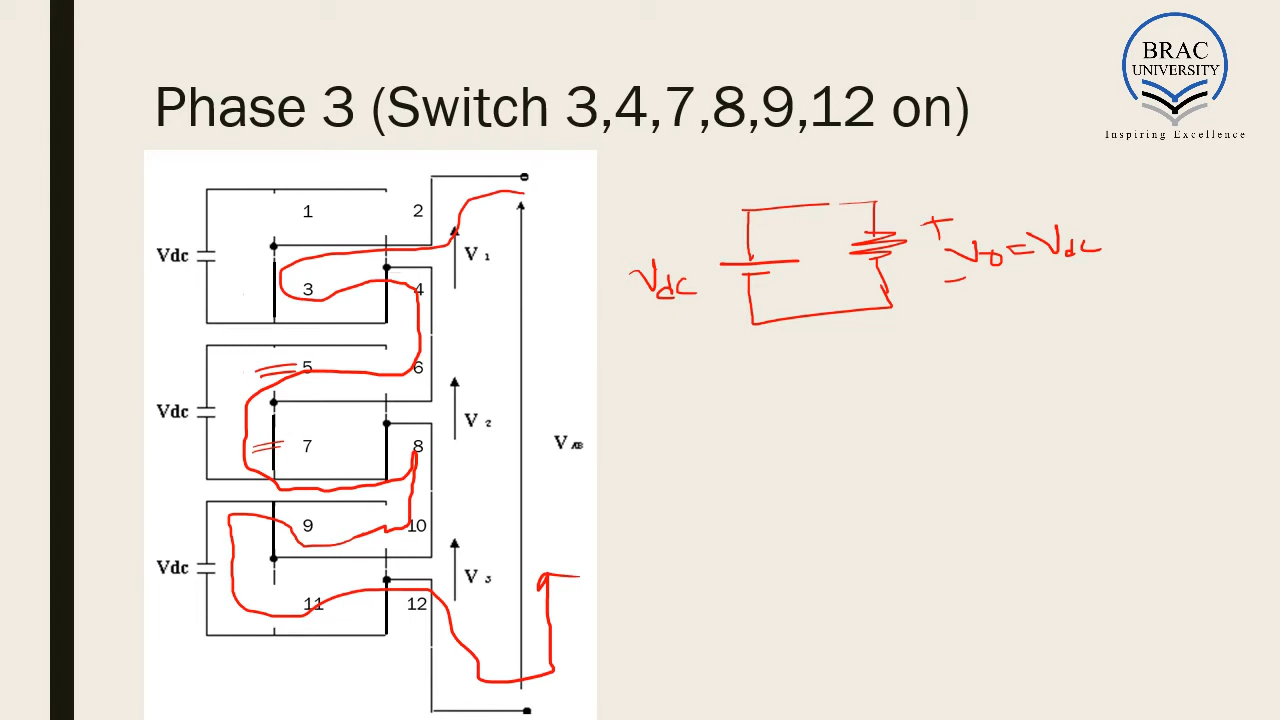 BRAC
UNIVERSITY
Inspiring Excellence
Phase 3 (Switch 3,4,7,8,9,12 on)
1 2
Vdc V 1
3 4
5 6
Vdc V 2
7 8
V AB
9 10
Vdc V 3
11 12
Vdc
+
Vo = Vdc
−